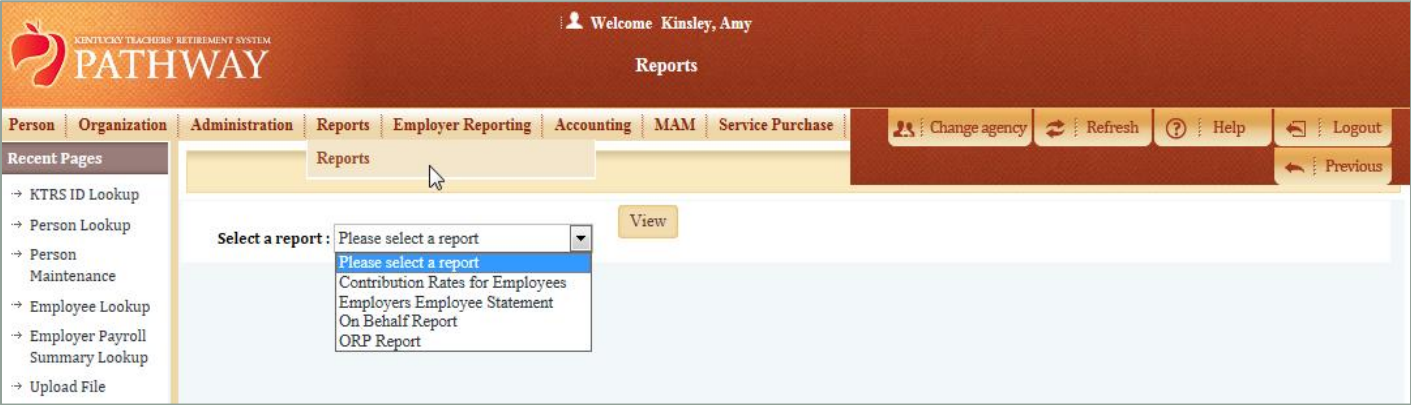 Welcome Kinsley, Amy
KENTUCKY TEACHERS' RETIREMENT SYSTEM
PATHWAY
Reports
Person Organization Administration Reports Employer Reporting Accounting MAM Service Purchase
Change agency Refresh Help Logout
Previous
Reports
Recent Pages
→ KTRS ID Lookup
→ Person Lookup
→ Person
Maintenance
→ Employee Lookup
→ Employer Payroll
Summary Lookup
→ Upload File
Select a report : Please select a report
View
Please select a report
Contribution Rates for Employees
Employers Employee Statement
On Behalf Report
ORP Report